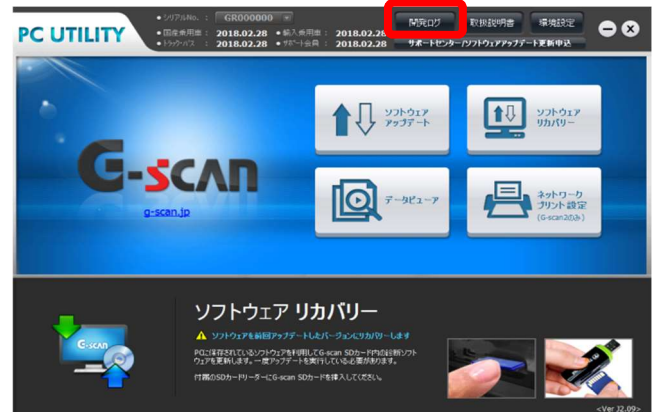 PC UTILITY
● シリアルNo. : GR000000
開発ログ
取扱説明書
環境設定
● 国産乗用車 : 2018.02.28 ● 輸入乗用車 : 2018.02.28
● トラック・バス : 2018.02.28 ● サポート会員 : 2018.02.28
サポートセンター/ソフトウェアアップデート更新申込
G-scan
g-scan.jp
ソフトウェア
アップデート
ソフトウェア
リカバリー
データビューア
ネットワーク
プリント設定
(G-scan2のみ)
ソフトウェア リカバリー
ソフトウェアを前回アップデートしたバージョンにリカバリーします
PCに保存されているソフトウェアを利用してG-scan SDカード内の診断ソフト
ウェアを更新します。一度アップデートを実行している必要があります。
付属のSDカードリーダーにG-scan SDカードを挿入してください。
G-scan
<Ver J2.09>